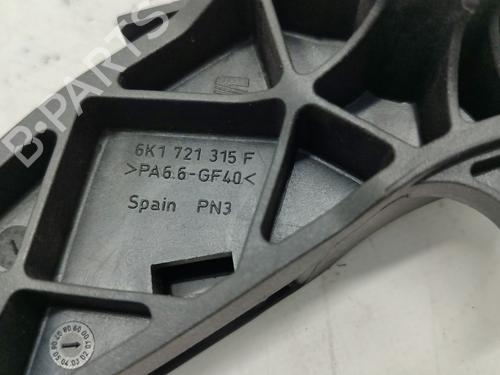 B-PARTS
6K1 721 315 F
>PA6.6-GF40<
Spain PN3